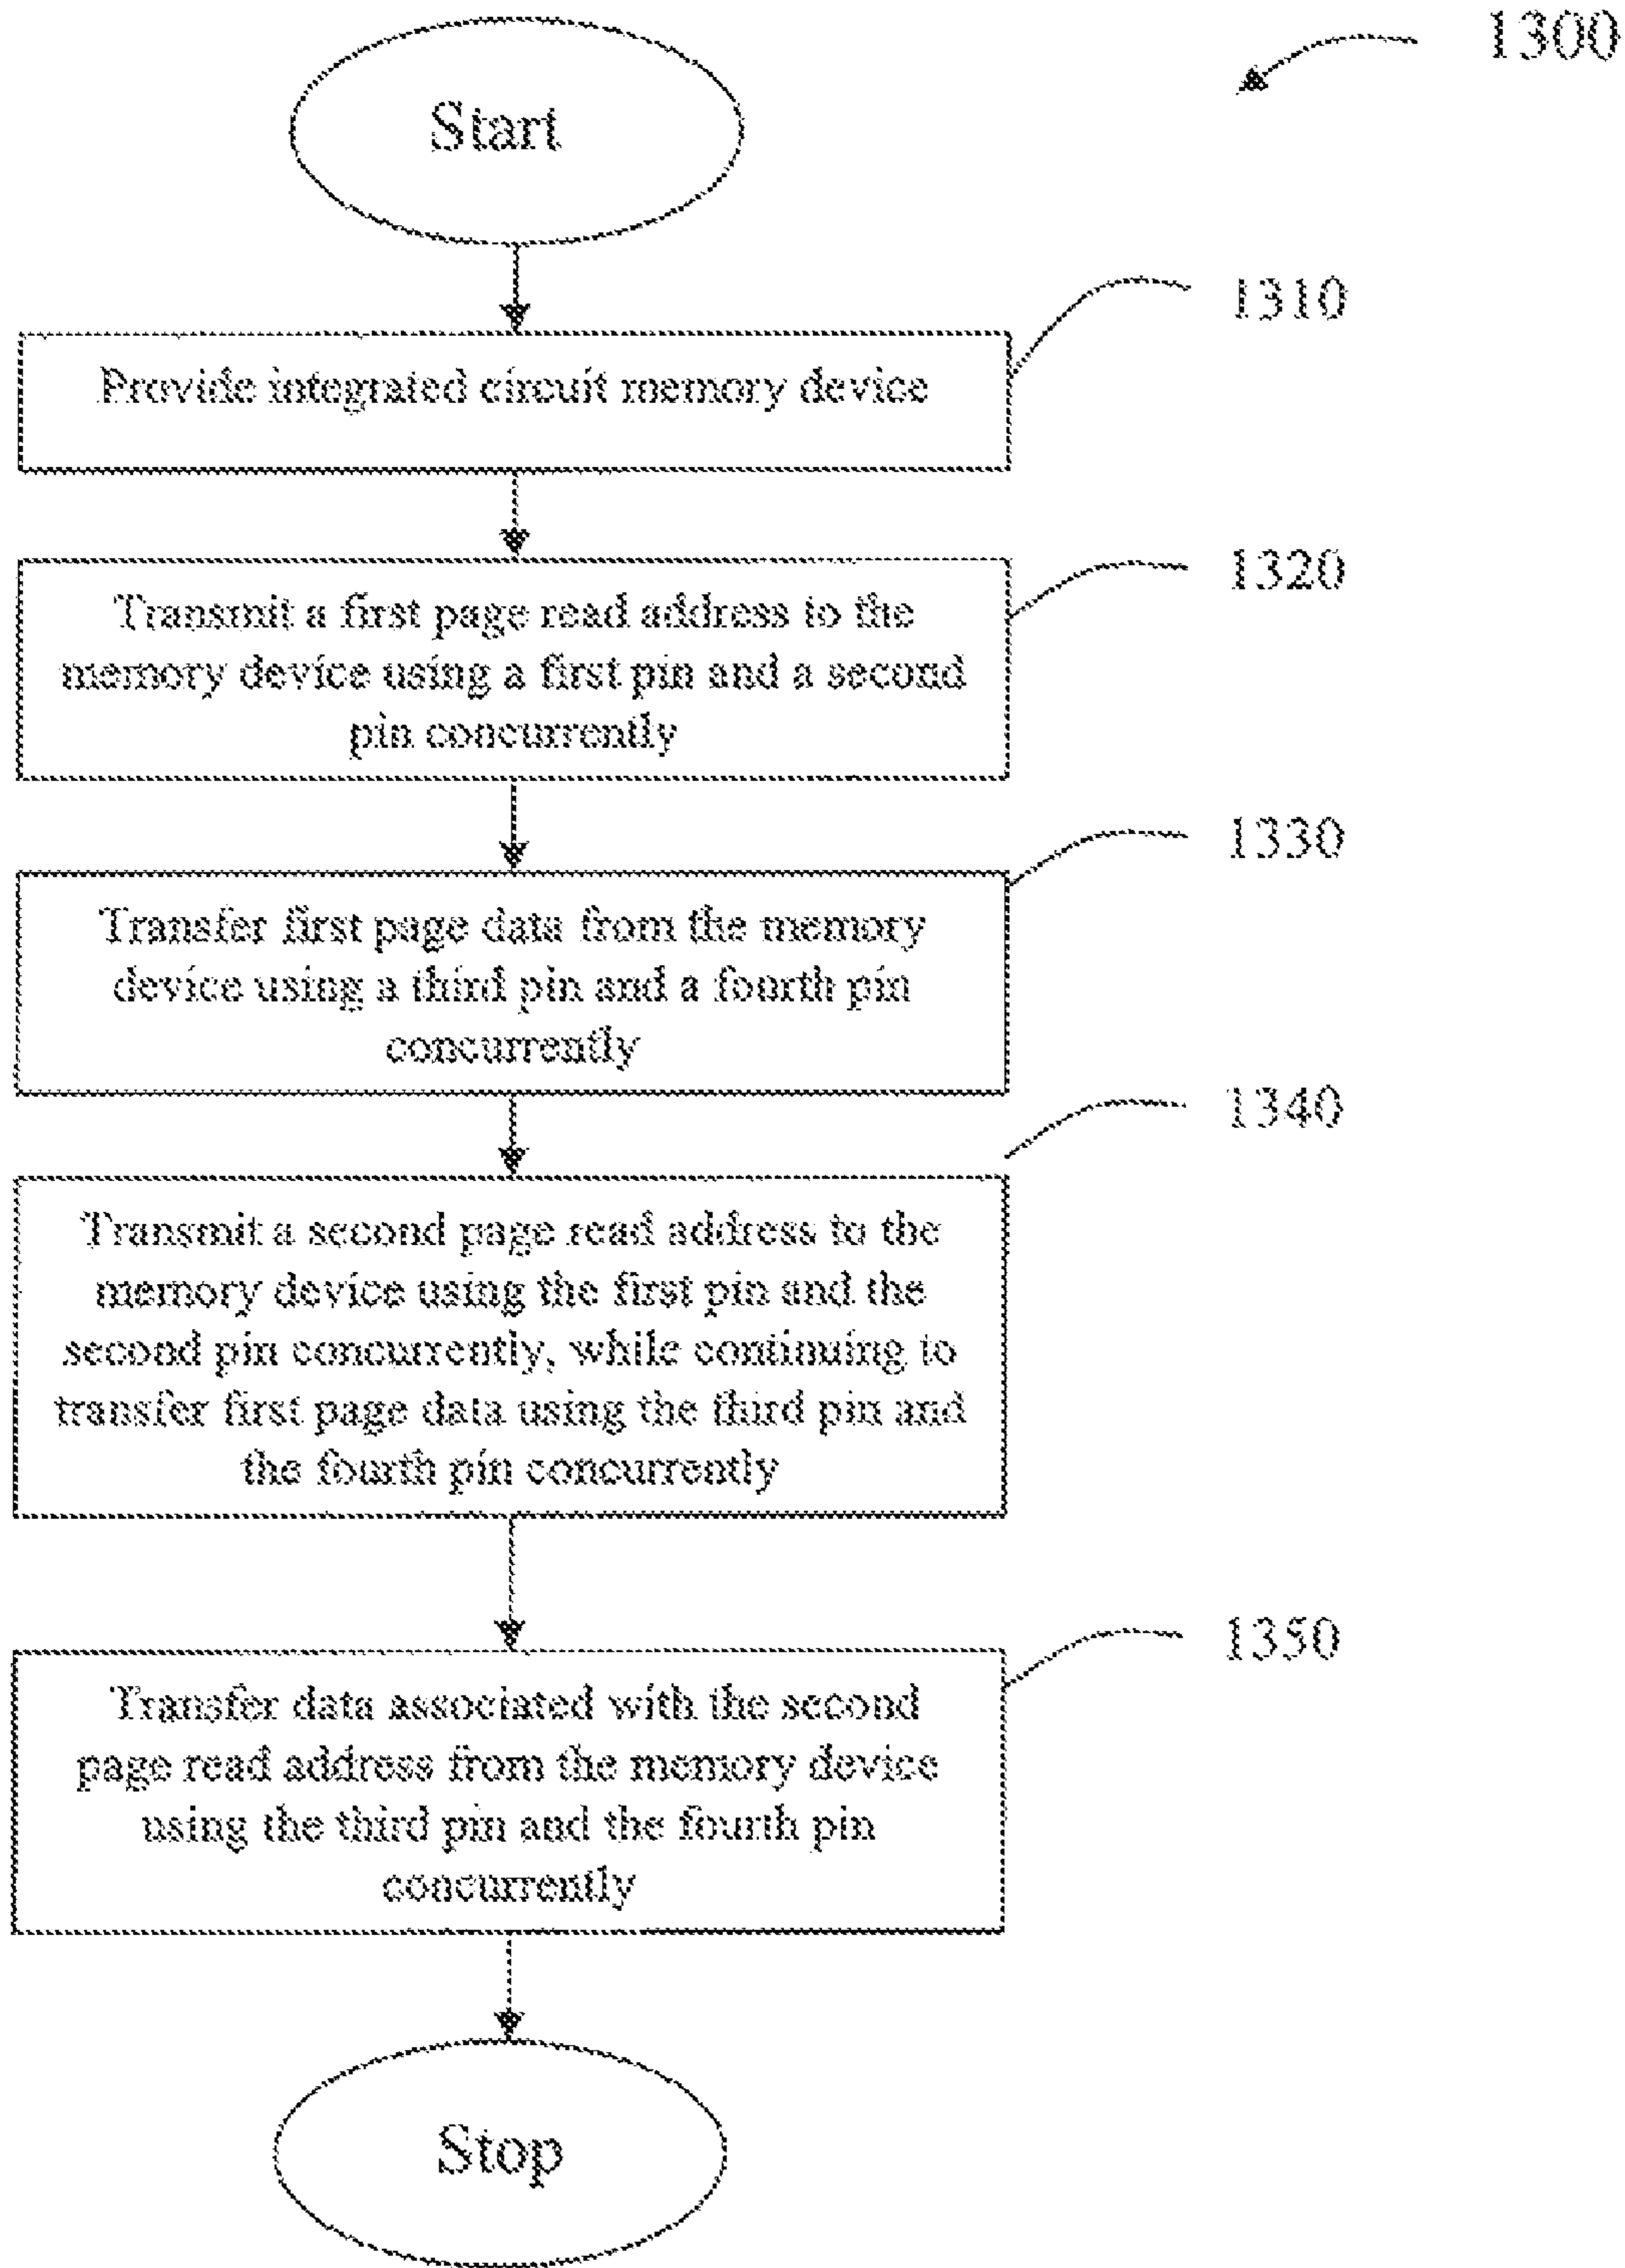 1300
Start
1310
Provide integrated circuit memory device
1320
Transmit a first page read address to the
memory device using a first pin and a second
pin concurrently
1330
Transfer first page data from the memory
device using a third pin and a fourth pin
concurrently
1340
Transmit a second page read address to the
memory device using the first pin and the
second pin concurrently, while continuing to
transfer first page data using the third pin and
the fourth pin concurrently
1350
Transfer data associated with the second
page read address from the memory device
using the third pin and the fourth pin
concurrently
Stop